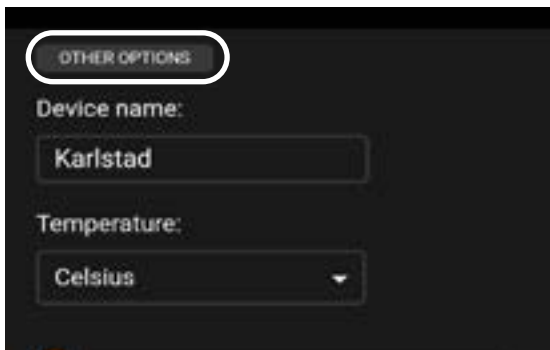 OTHER OPTIONS
Device name:
Karlstad
Temperature:
Celsius